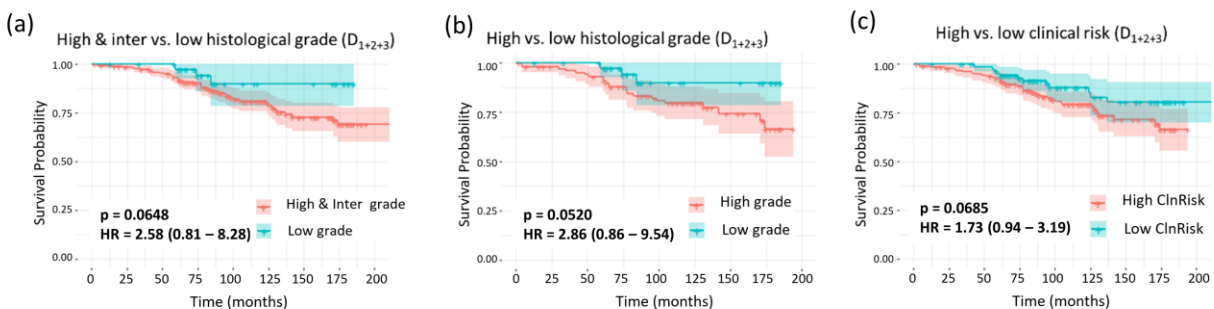 (a)
High & inter vs. low histological grade (D1+2+3)
Survival Probability
1.00
0.75
0.50
0.25
0.00
p = 0.0648
HR = 2.58 (0.81 – 8.28)
High & Inter grade
Low grade
0 25 50 75 100 125 150 175 200
Time (months)
(b)
High vs. low histological grade (D1+2+3)
Survival Probability
1.00
0.75
0.50
0.25
0.00
p = 0.0520
HR = 2.86 (0.86 – 9.54)
High grade
Low grade
0 25 50 75 100 125 150 175 200
Time (months)
(c)
High vs. low clinical risk (D1+2+3)
Survival Probability
1.00
0.75
0.50
0.25
0.00
p = 0.0685
HR = 1.73 (0.94 – 3.19)
High ClnRisk
Low ClnRisk
0 25 50 75 100 125 150 175 200
Time (months)